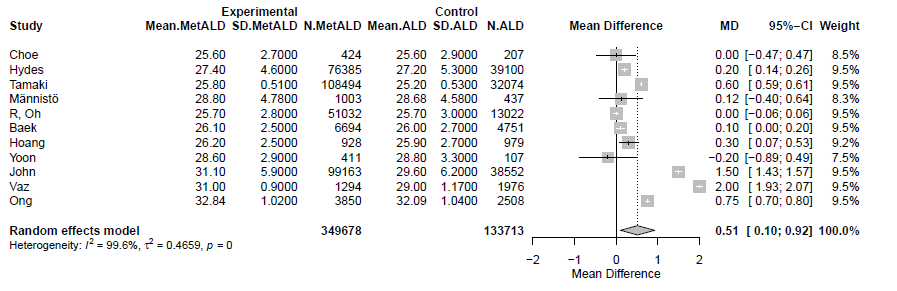 Experimental Control
Study Mean.MetALD SD.MetALD N.MetALD Mean.ALD SD.ALD N.ALD Mean Difference MD 95%−CI Weight
Choe 25.60 2.7000 424 25.60 2.9000 207 0.00 [−0.47; 0.47] 8.5%
Hydes 27.40 4.6000 76385 27.20 5.3000 39100 0.20 [ 0.14; 0.26] 9.5%
Tamaki 25.80 0.5100 108494 25.20 0.5300 32074 0.60 [ 0.59; 0.61] 9.5%
Männistö 28.80 4.7800 1003 28.68 4.5800 437 0.12 [−0.40; 0.64] 8.3%
R, Oh 25.70 2.8000 51032 25.70 3.0000 13022 0.00 [−0.06; 0.06] 9.5%
Baek 26.10 2.5000 6694 26.00 2.7000 4751 0.10 [ 0.00; 0.20] 9.5%
Hoang 26.20 2.5000 928 25.90 2.7000 979 0.30 [ 0.07; 0.53] 9.2%
Yoon 28.60 2.9000 411 28.80 3.3000 107 −0.20 [−0.89; 0.49] 7.5%
John 31.10 5.9000 99163 29.60 6.2000 38552 1.50 [ 1.43; 1.57] 9.5%
Vaz 31.00 0.9000 1294 29.00 1.1700 1976 2.00 [ 1.93; 2.07] 9.5%
Ong 32.84 1.0200 3850 32.09 1.0400 2508 0.75 [ 0.70; 0.80] 9.5%
Random effects model 349678 133713 0.51 [ 0.10; 0.92] 100.0%
Heterogeneity: I² = 99.6%, τ² = 0.4659, p = 0
−2 −1 0 1 2
Mean Difference